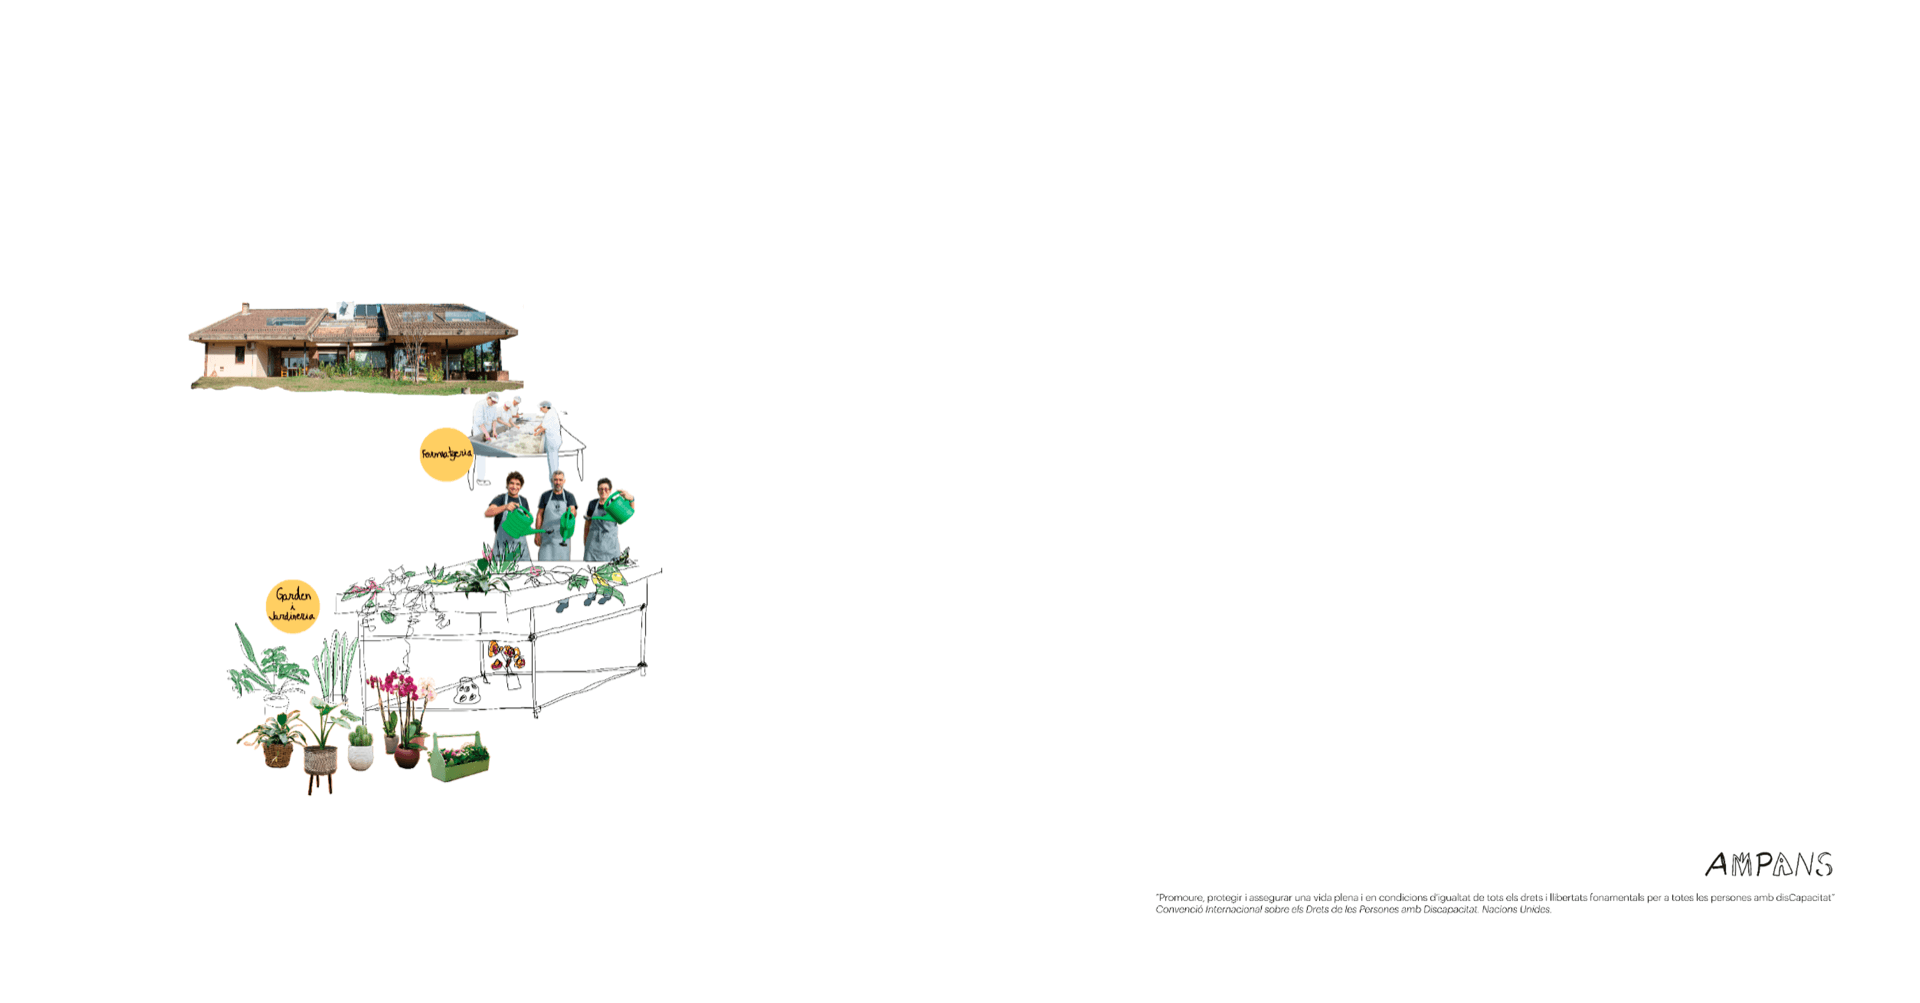 Formatgeria
Garden
i
Jardineria
AMPANS
"Promoure, protegir i assegurar una vida plena i en condicions d'igualtat de tots els drets i llibertats fonamentals per a totes les persones amb disCapacitat"
Convenció Internacional sobre els Drets de les Persones amb Discapacitat. Nacions Unides.